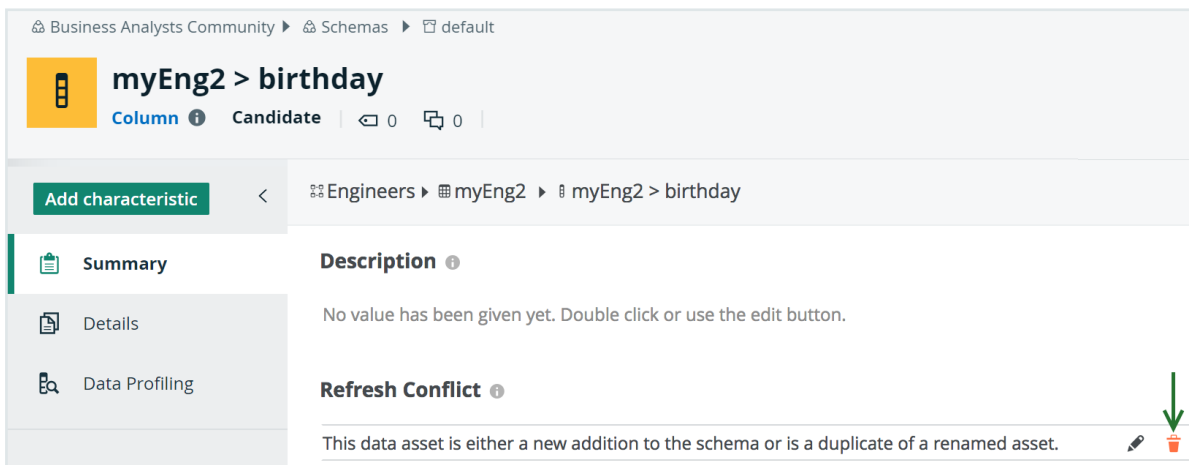 Business Analysts Community Schemas default
myEng2 > birthday
Column Candidate 0 0
Add characteristic
Engineers myEng2 myEng2 > birthday
Summary
Details
Data Profiling
Description
No value has been given yet. Double click or use the edit button.
Refresh Conflict
This data asset is either a new addition to the schema or is a duplicate of a renamed asset.